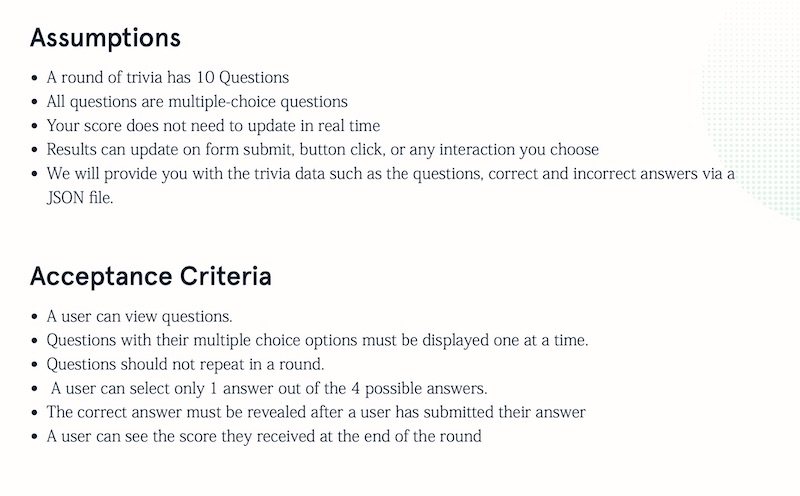 Assumptions
• A round of trivia has 10 Questions
• All questions are multiple-choice questions
• Your score does not need to update in real time
• Results can update on form submit, button click, or any interaction you choose
• We will provide you with the trivia data such as the questions, correct and incorrect answers via a
JSON file.
Acceptance Criteria
• A user can view questions.
• Questions with their multiple choice options must be displayed one at a time.
• Questions should not repeat in a round.
• A user can select only 1 answer out of the 4 possible answers.
• The correct answer must be revealed after a user has submitted their answer
• A user can see the score they received at the end of the round